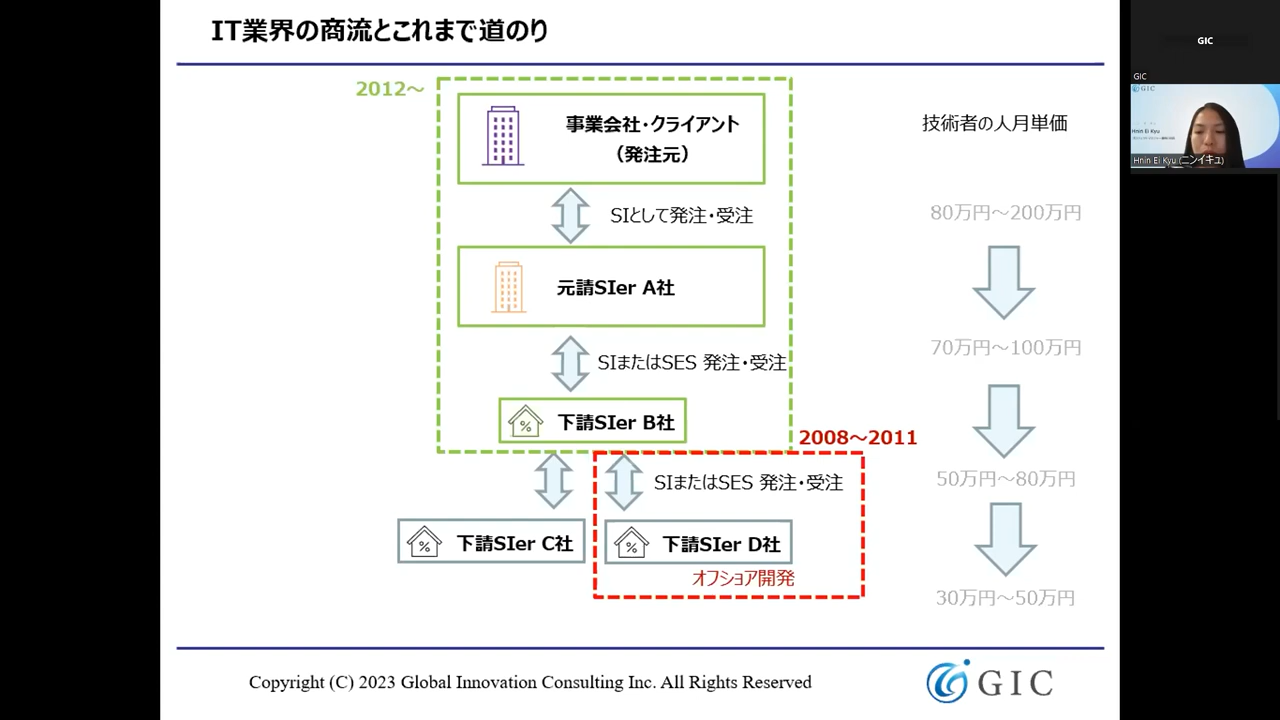 IT業界の商流とこれまで道のり
2012～
事業会社・クライアント
（発注元）
技術者の人月単価
SIとして発注・受注
80万円～200万円
元請SIer A社
70万円～100万円
SIまたはSES 発注・受注
下請SIer B社
2008～2011
50万円～80万円
SIまたはSES 発注・受注
下請SIer C社
下請SIer D社
オフショア開発
30万円～50万円
Copyright (C) 2023 Global Innovation Consulting Inc. All Rights Reserved
GIC
GIC
GIC
GIC
Hnin Ei Kyu
Hnin Ei Kyu (ニンイキュ)